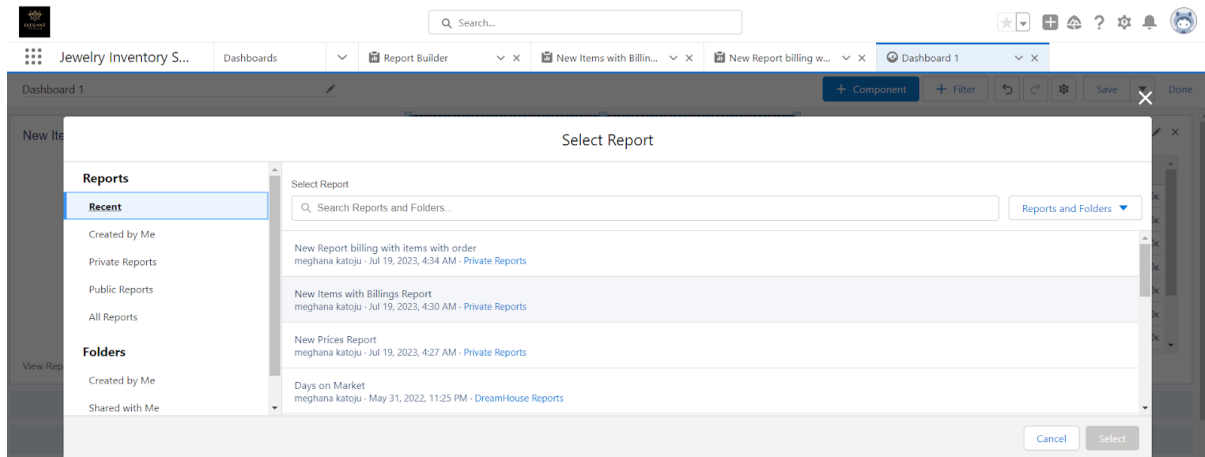 ELEGANT
Search...
Jewelry Inventory S...
Dashboards
Report Builder
New Items with Billin...
New Report billing w...
Dashboard 1
Dashboard 1
+ Component
+ Filter
Save
Done
New Ite
Select Report
Reports
Recent
Created by Me
Private Reports
Public Reports
All Reports
Folders
Created by Me
Shared with Me
Select Report
Search Reports and Folders...
Reports and Folders
New Report billing with items with order
meghana katoju · Jul 19, 2023, 4:34 AM · Private Reports
New Items with Billings Report
meghana katoju · Jul 19, 2023, 4:30 AM · Private Reports
New Prices Report
meghana katoju · Jul 19, 2023, 4:27 AM · Private Reports
Days on Market
meghana katoju · May 31, 2022, 11:25 PM · DreamHouse Reports
View Rep
Cancel
Select